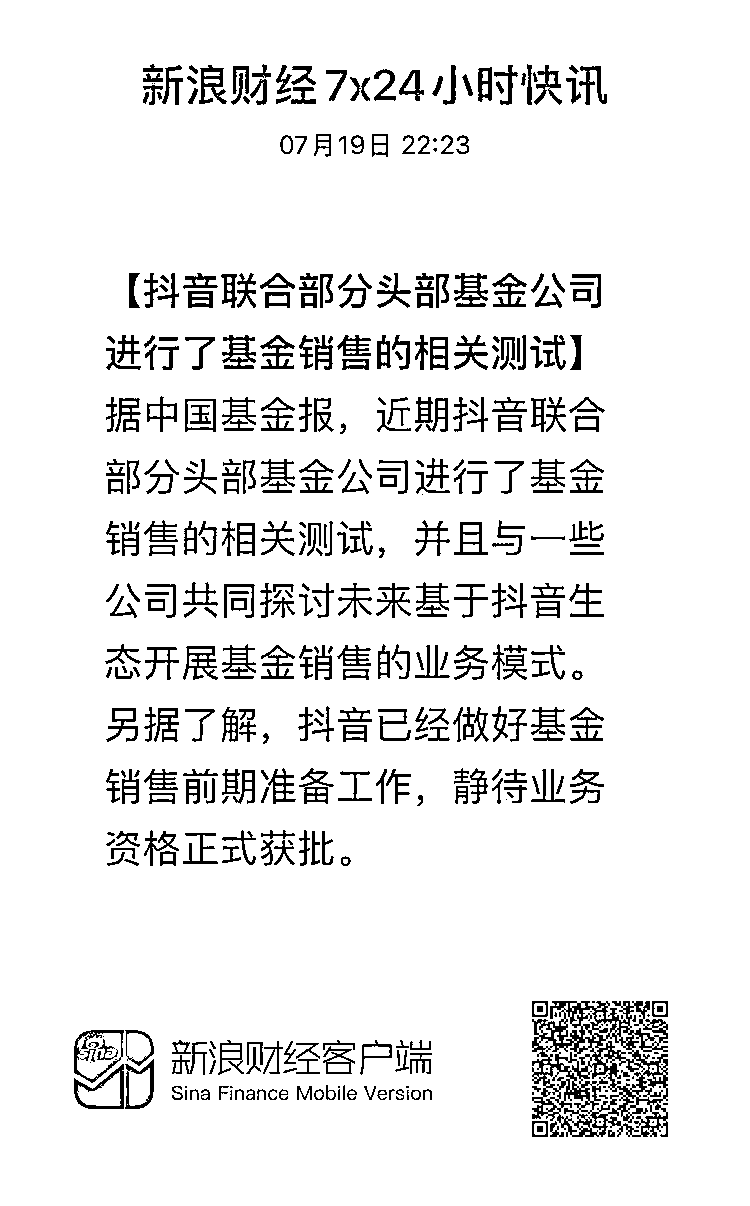 新浪财经7x24小时快讯
07月19日 22:23
【抖音联合部分头部基金公司
进行了基金销售的相关测试】
据中国基金报，近期抖音联合
部分头部基金公司进行了基金
销售的相关测试，并且与一些
公司共同探讨未来基于抖音生
态开展基金销售的业务模式。
另据了解，抖音已经做好基金
销售前期准备工作，静待业务
资格正式获批。
sina
新浪财经客户端
Sina Finance Mobile Version